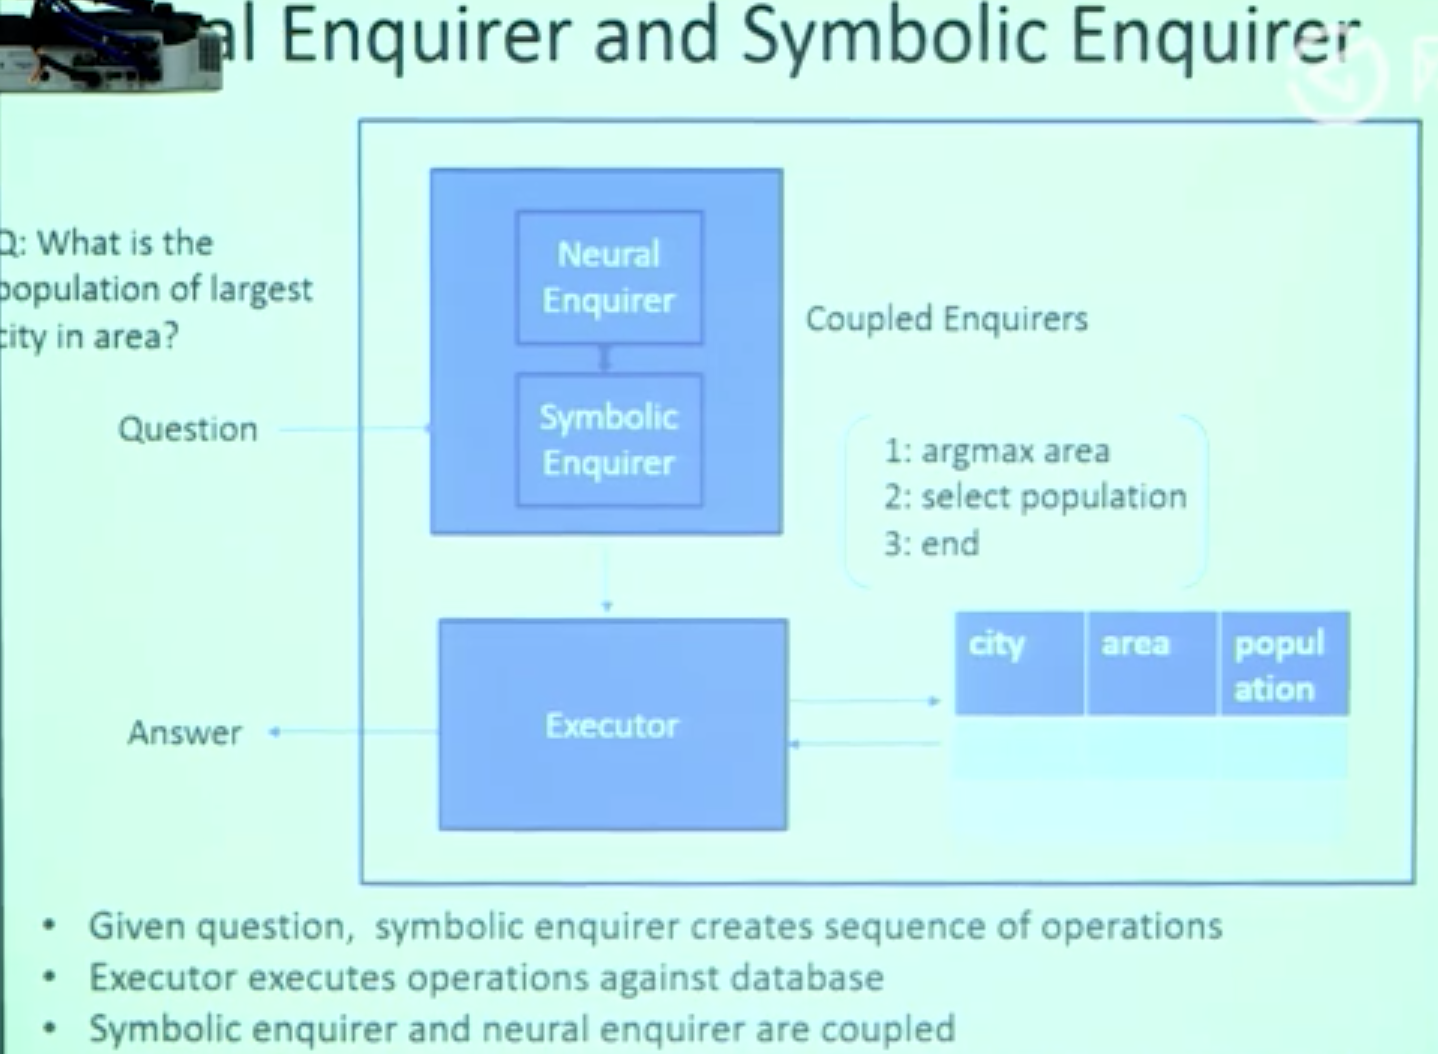 al Enquirer and Symbolic Enquirer
Q: What is the
population of largest
city in area?
Neural
Enquirer
Coupled Enquirers
Question
Symbolic
Enquirer
1: argmax area
2: select population
3: end
city area popul
ation
Executor
Answer
• Given question, symbolic enquirer creates sequence of operations
• Executor executes operations against database
• Symbolic enquirer and neural enquirer are coupled